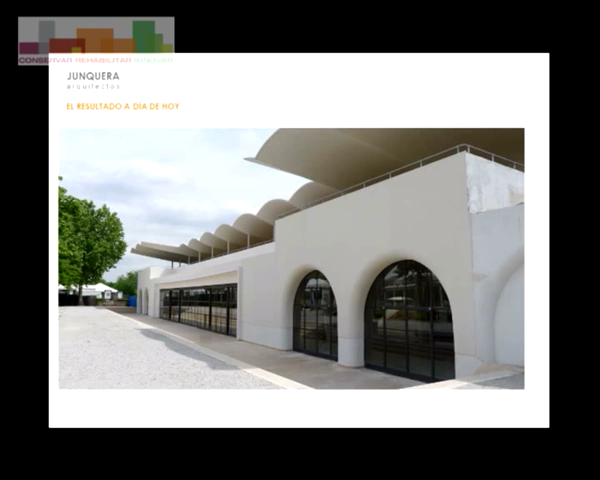 CONSERVAR REHABILITAR INNOVAR
JUNQUERA
arquitectos
EL RESULTADO A DIA DE HOY